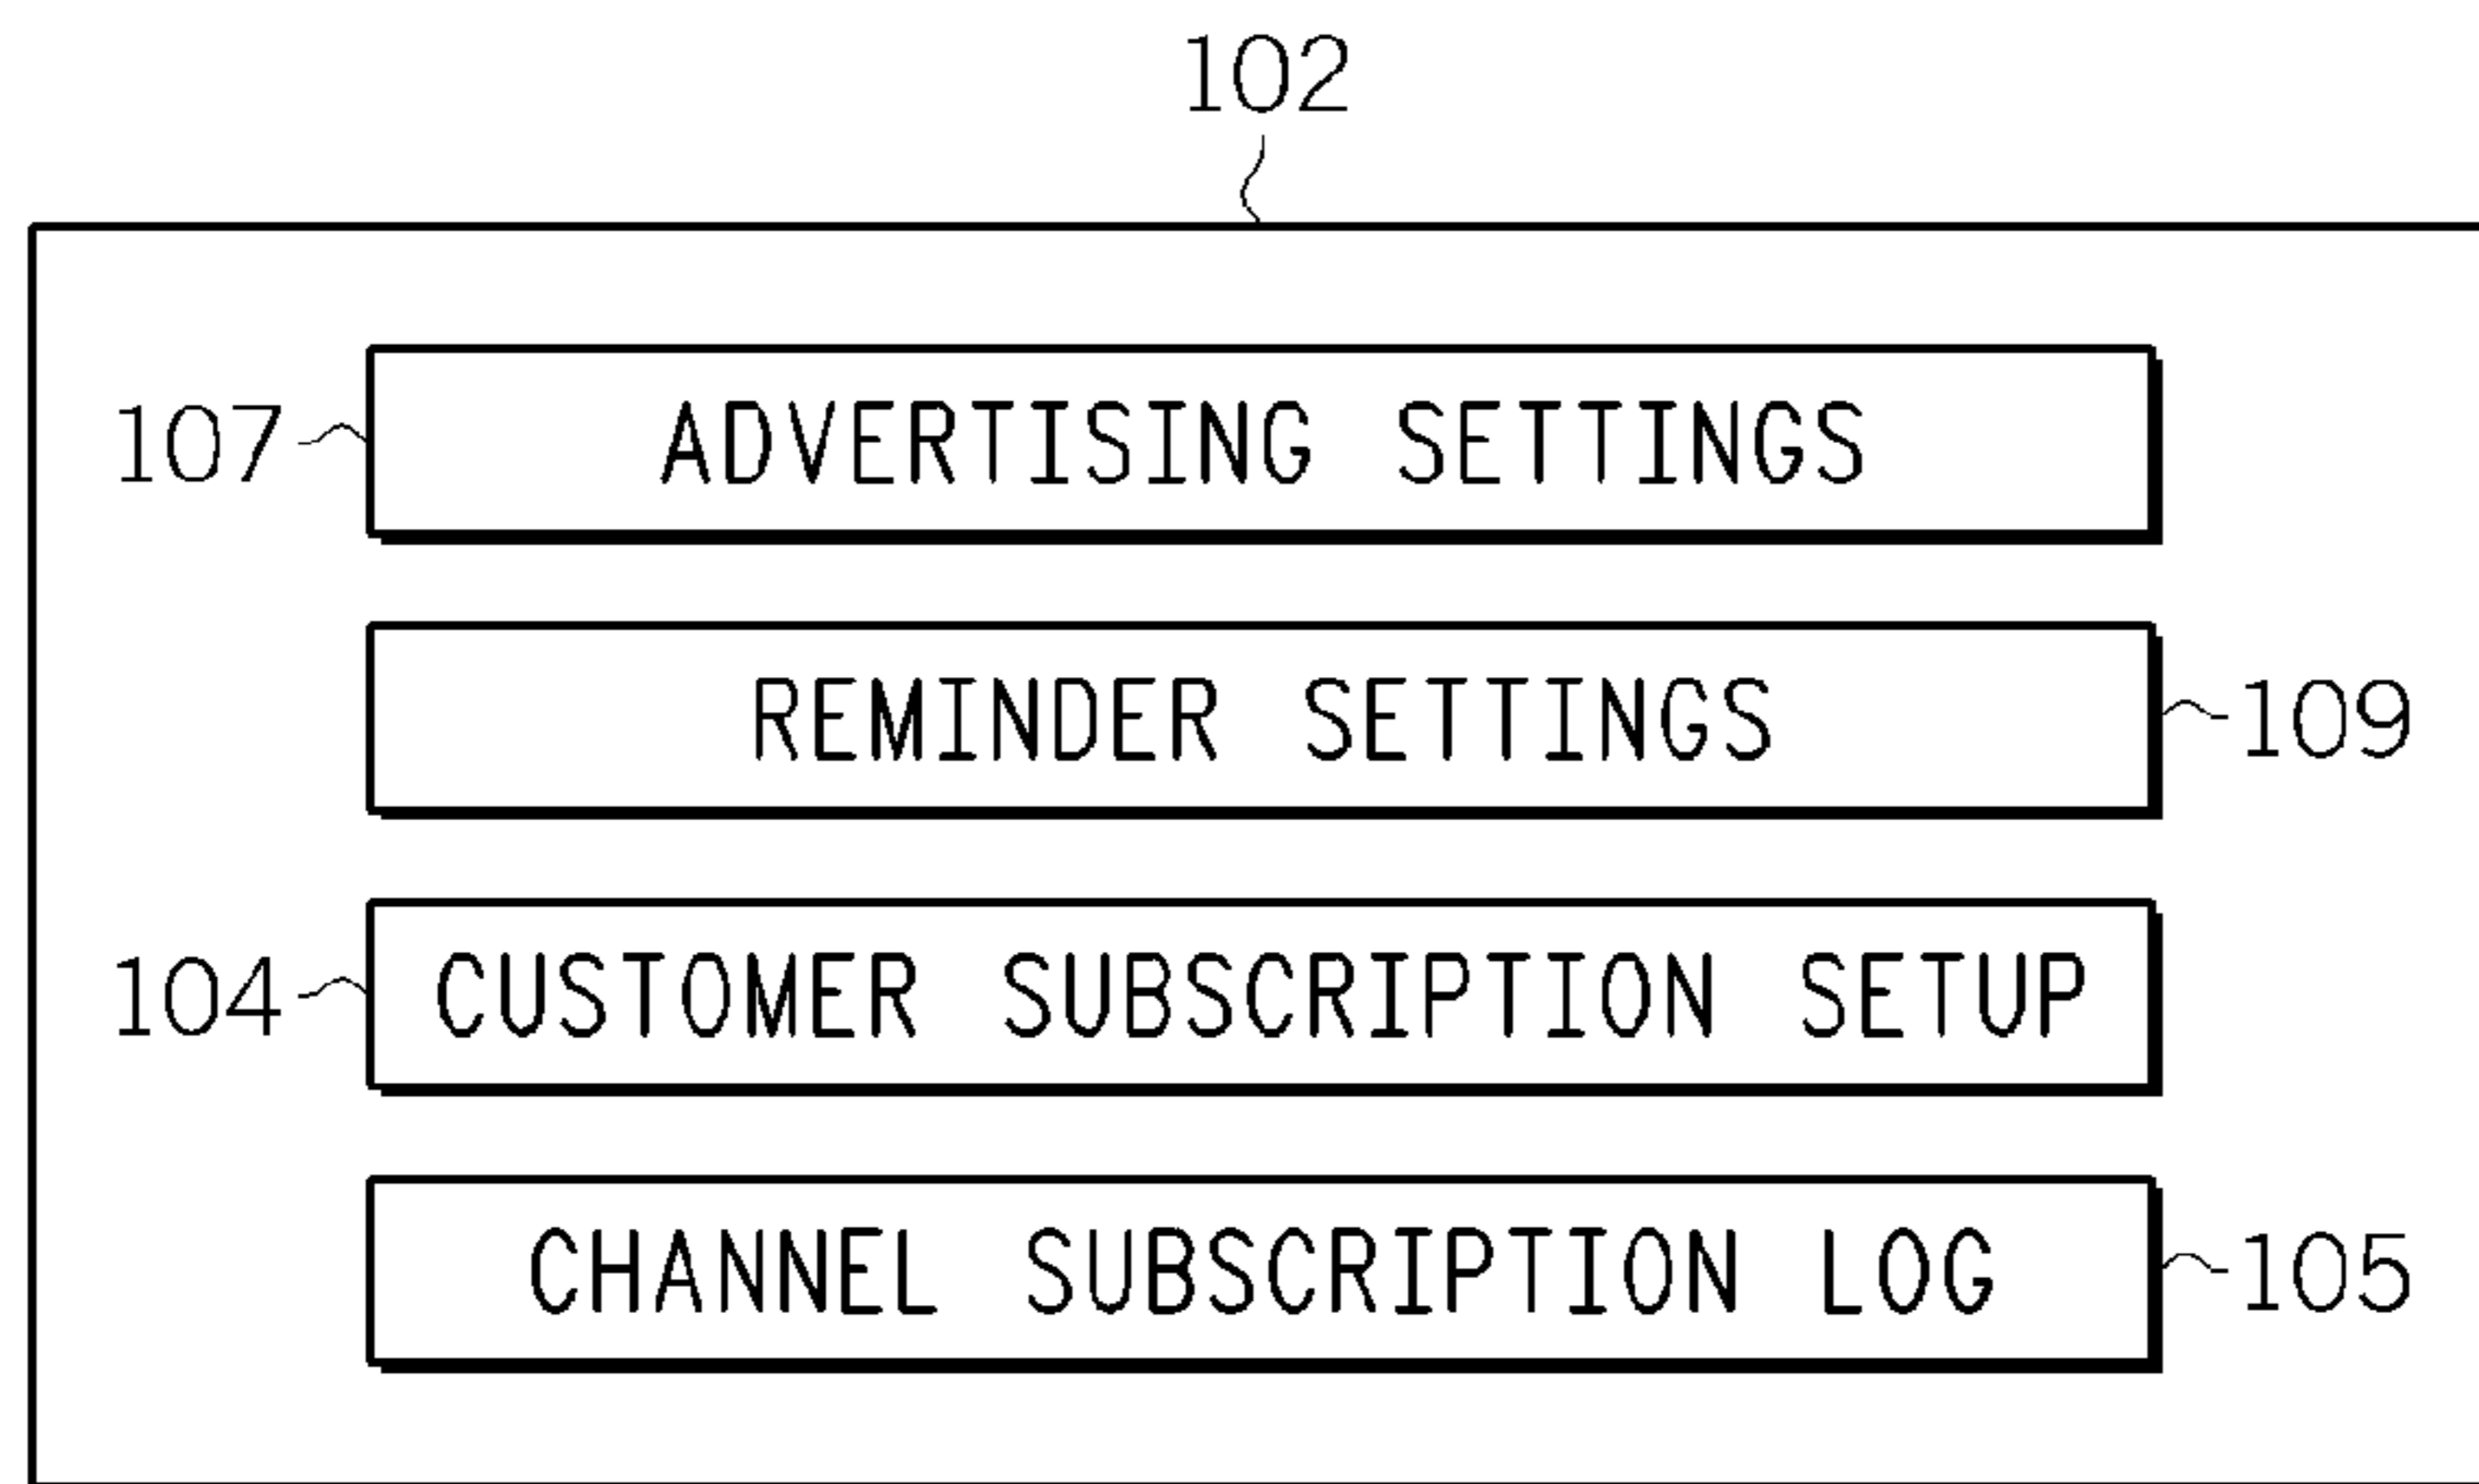 102
107 ADVERTISING SETTINGS
REMINDER SETTINGS 109
104 CUSTOMER SUBSCRIPTION SETUP
CHANNEL SUBSCRIPTION LOG 105